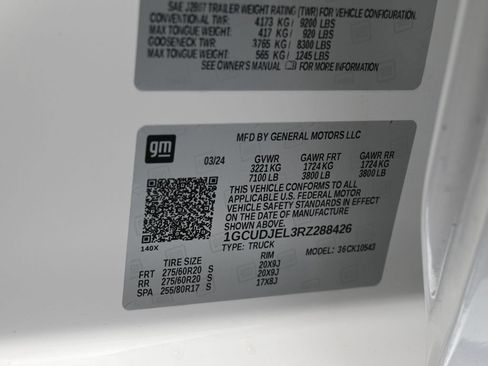 SAE J2807 TRAILER WEIGHT RATING (TWR) FOR VEHICLE CONFIGURATION.
CONVENTIONAL TWR: 4173 KG / 9200 LBS
MAX TONGUE WEIGHT: 417 KG / 920 LBS
GOOSENECK TWR: 3765 KG / 8300 LBS
MAX TONGUE WEIGHT: 565 KG / 1245 LBS
SEE OWNER'S MANUAL FOR MORE INFORMATION
gm
MFD BY GENERAL MOTORS LLC
03/24 GVWR GAWR FRT GAWR RR
3221 KG 1724 KG 1724 KG
7100 LB 3800 LB 3800 LB
THIS VEHICLE CONFORMS TO ALL
APPLICABLE U.S. FEDERAL MOTOR
VEHICLE SAFETY STANDARDS IN EFFECT
ON THE DATE OF MANUFACTURE
SHOWN ABOVE.
1GCUDJEL3RZ288426
140X TYPE: TRUCK MODEL: 36CK10543
TIRE SIZE RIM
FRT 275/60R20 S 20X9J
RR 275/60R20 S 20X9J
SPA 255/80R17 S 17X8J